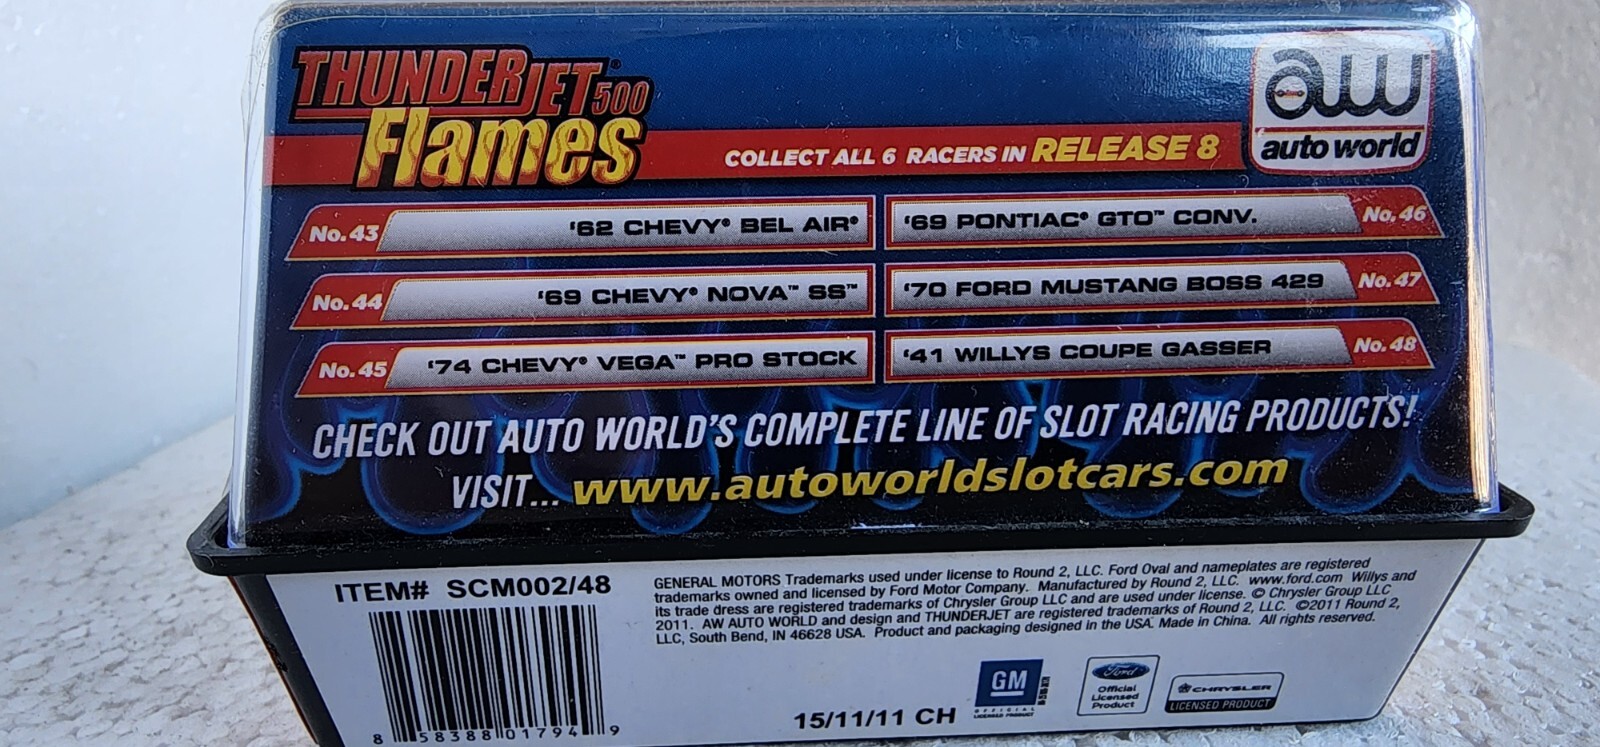 THUNDERJET® 500
Flames
COLLECT ALL 6 RACERS IN RELEASE 8
aw
auto world
No.43 '62 CHEVY® BEL AIR®
'69 PONTIAC® GTO™ CONV. No.46
No.44 '69 CHEVY® NOVA™ SS™
'70 FORD MUSTANG BOSS 429 No.47
No.45 '74 CHEVY® VEGA™ PRO STOCK
'41 WILLYS COUPE GASSER No.48
CHECK OUT AUTO WORLD'S COMPLETE LINE OF SLOT RACING PRODUCTS!
VISIT... www.autoworldslotcars.com
ITEM# SCM002/48
8 58388 01794 9
GENERAL MOTORS Trademarks used under license to Round 2, LLC. Ford Oval and nameplates are registered
trademarks owned and licensed by Ford Motor Company. Manufactured by Round 2, LLC. www.ford.com Willys and
its trade dress are registered trademarks of Chrysler Group LLC and are used under license. © Chrysler Group LLC
2011. AW AUTO WORLD and design and THUNDERJET are registered trademarks of Round 2, LLC. ©2011 Round 2,
LLC, South Bend, IN 46628 USA. Product and packaging designed in the USA. Made in China. All rights reserved.
15/11/11 CH
GM
OFFICIAL
LICENSED PRODUCT
Ford
Official
Licensed
Product
CHRYSLER
LICENSED PRODUCT